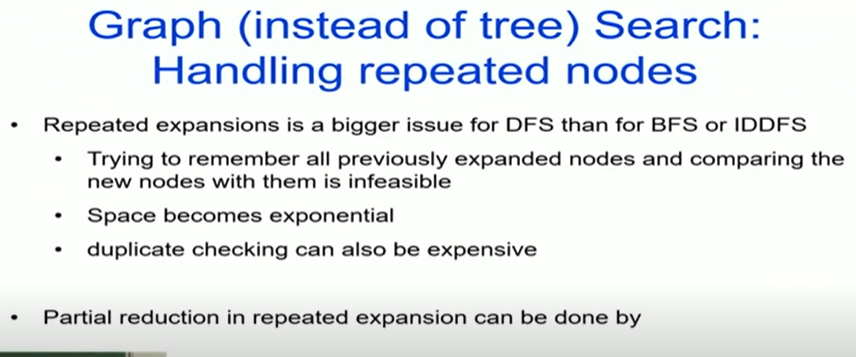 Graph (instead of tree) Search:
Handling repeated nodes
• Repeated expansions is a bigger issue for DFS than for BFS or IDDFS
• Trying to remember all previously expanded nodes and comparing the
new nodes with them is infeasible
• Space becomes exponential
• duplicate checking can also be expensive
• Partial reduction in repeated expansion can be done by